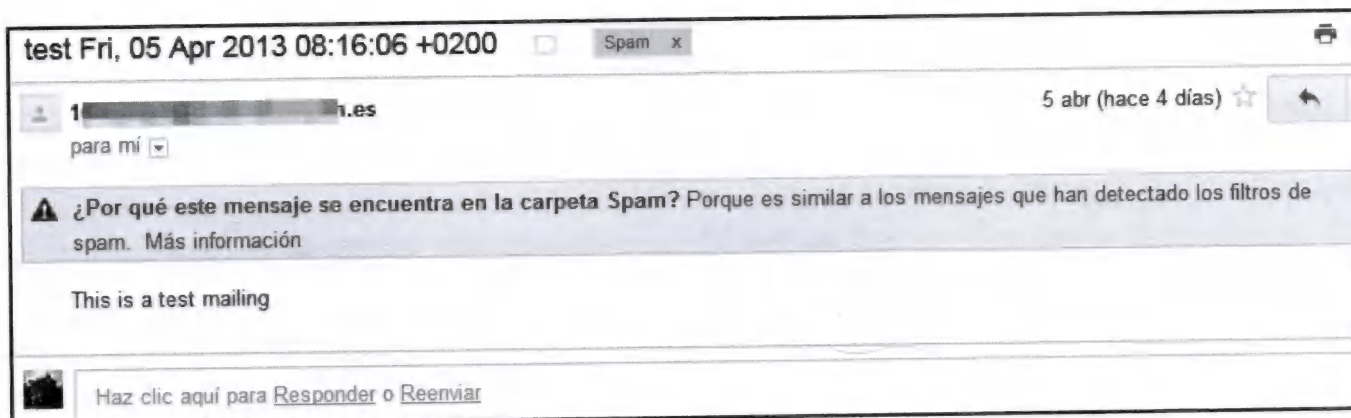 test Fri, 05 Apr 2013 08:16:06 +0200 Spam x
1 n.es 5 abr (hace 4 días)
para mí
¿Por qué este mensaje se encuentra en la carpeta Spam? Porque es similar a los mensajes que han detectado los filtros de
spam. Más información
This is a test mailing
Haz clic aquí para Responder o Reenviar